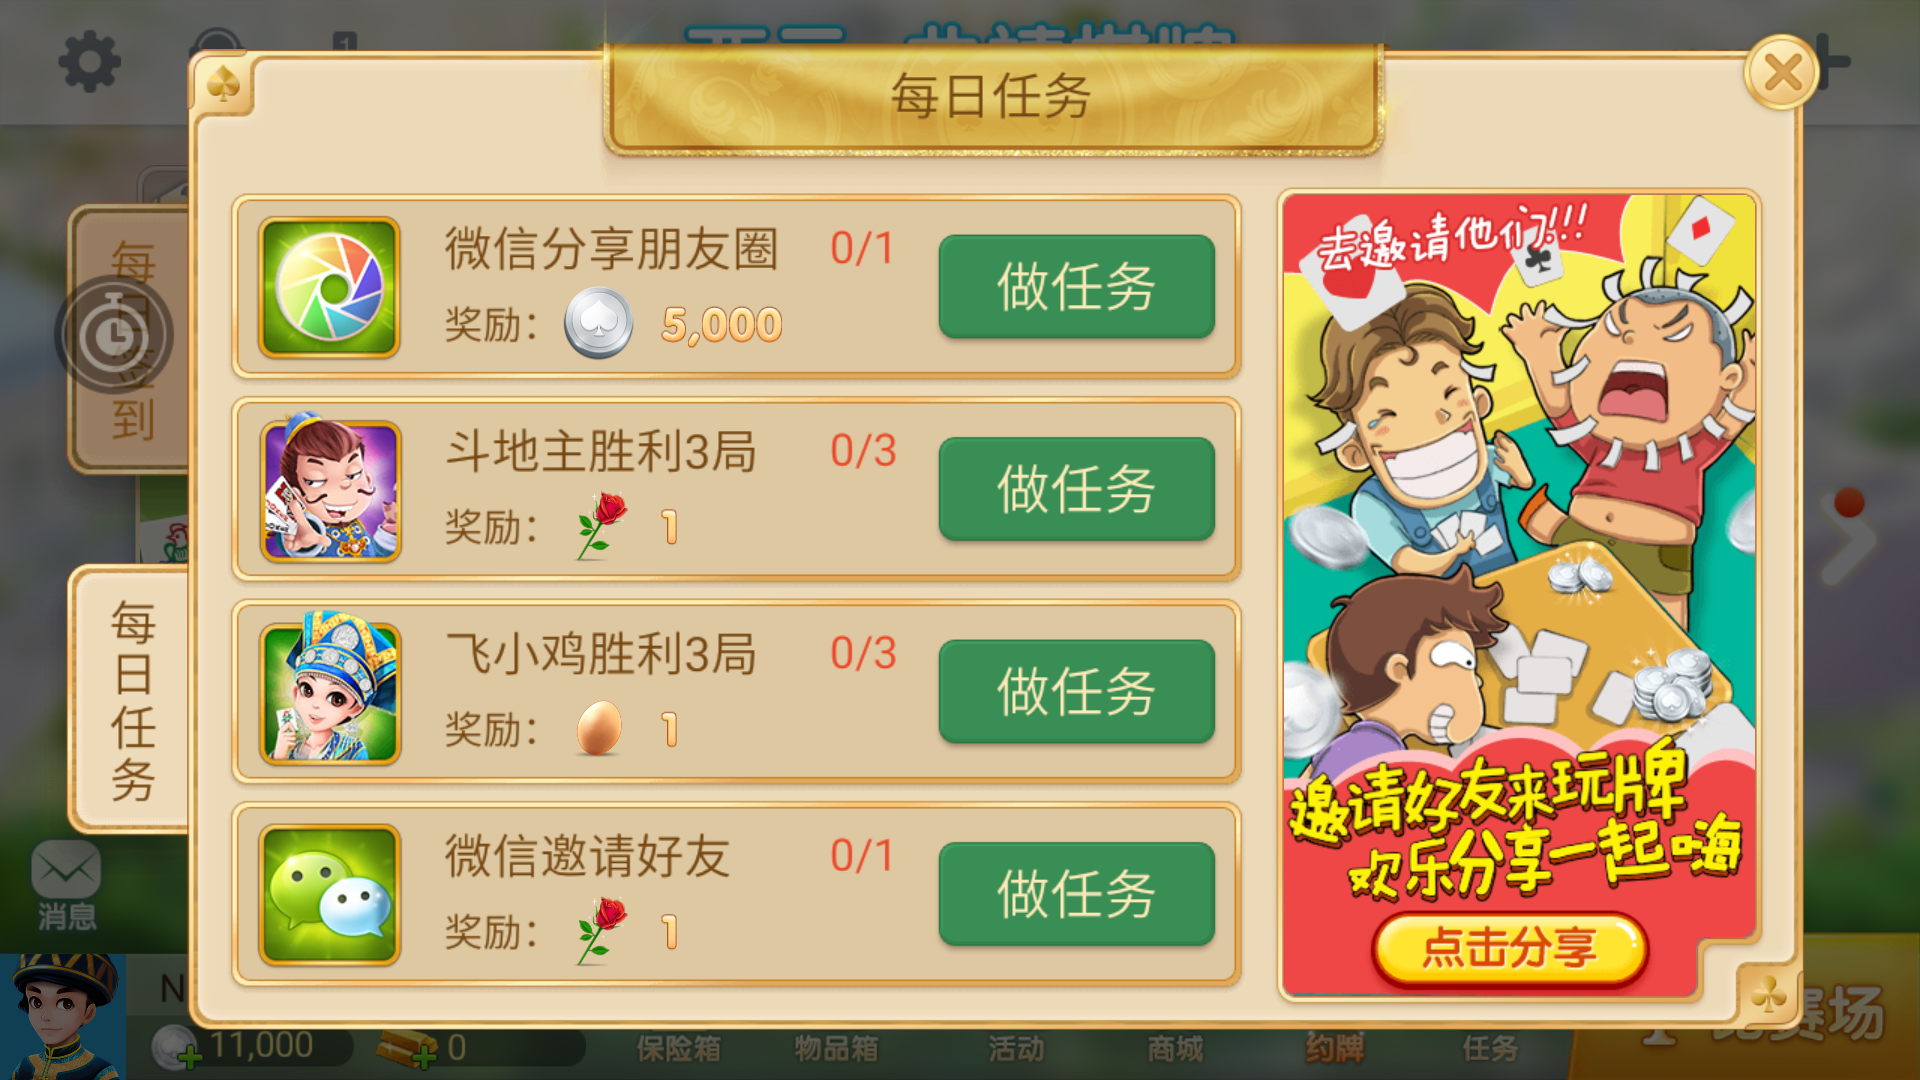 每日任务
每日签到
每日任务
微信分享朋友圈 0/1
奖励： 5,000
做任务
斗地主胜利3局 0/3
奖励： 1
做任务
飞小鸡胜利3局 0/3
奖励： 1
做任务
微信邀请好友 0/1
奖励： 1
做任务
去邀请他们!!!
邀请好友来玩牌
欢乐分享一起嗨
点击分享
消息
N
11,000
0
保险箱
物品箱
活动
商城
约牌
任务
赛场